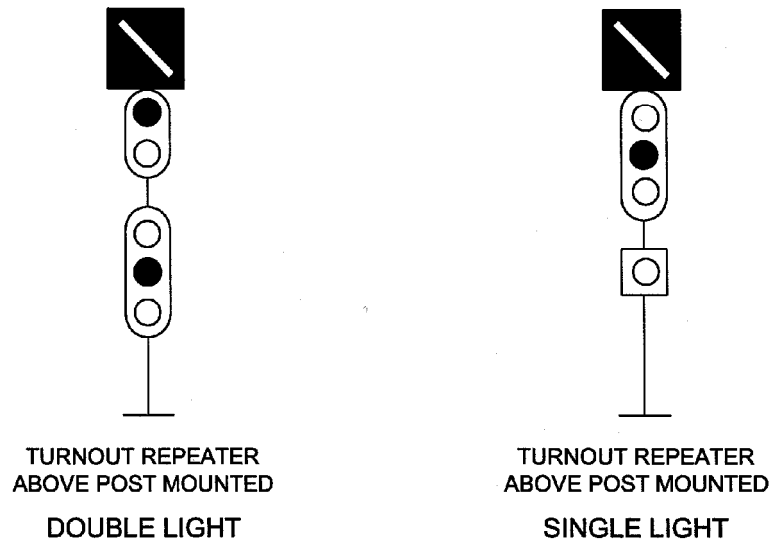 TURNOUT REPEATER
ABOVE POST MOUNTED
DOUBLE LIGHT
TURNOUT REPEATER
ABOVE POST MOUNTED
SINGLE LIGHT